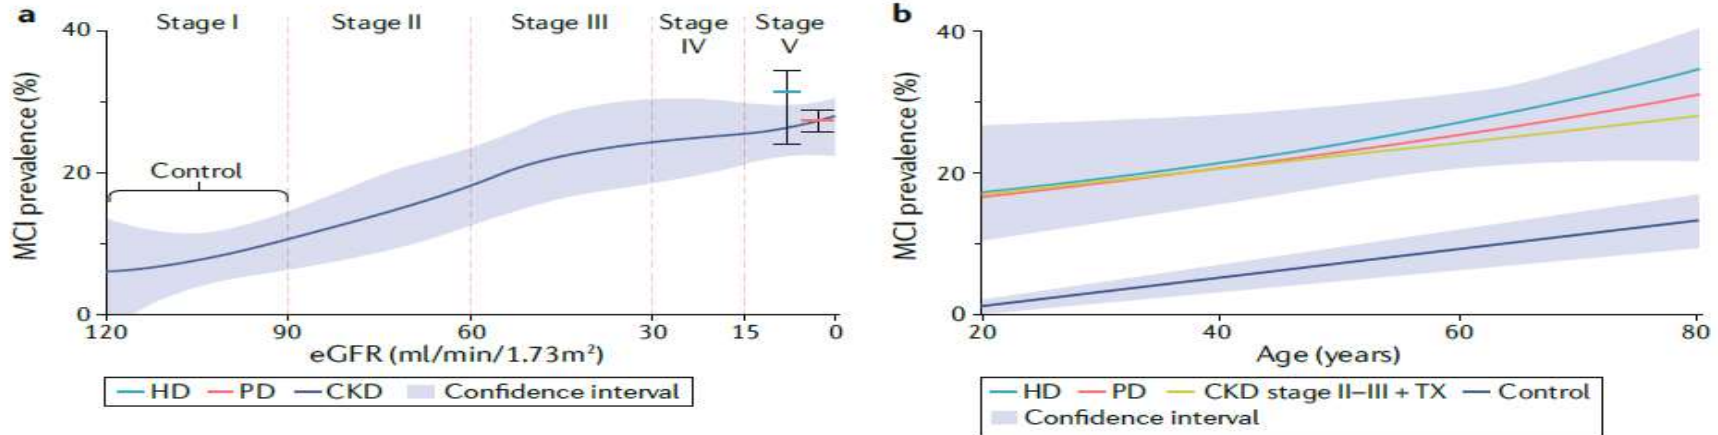 a
Stage I
Stage II
Stage III
Stage
IV
Stage
V
MCI prevalence (%)
40
20
0
Control
120
90
60
30
15
0
eGFR (ml/min/1.73m²)
HD PD CKD Confidence interval
b
MCI prevalence (%)
40
20
0
20
40
60
80
Age (years)
HD PD CKD stage II–III + TX Control
Confidence interval